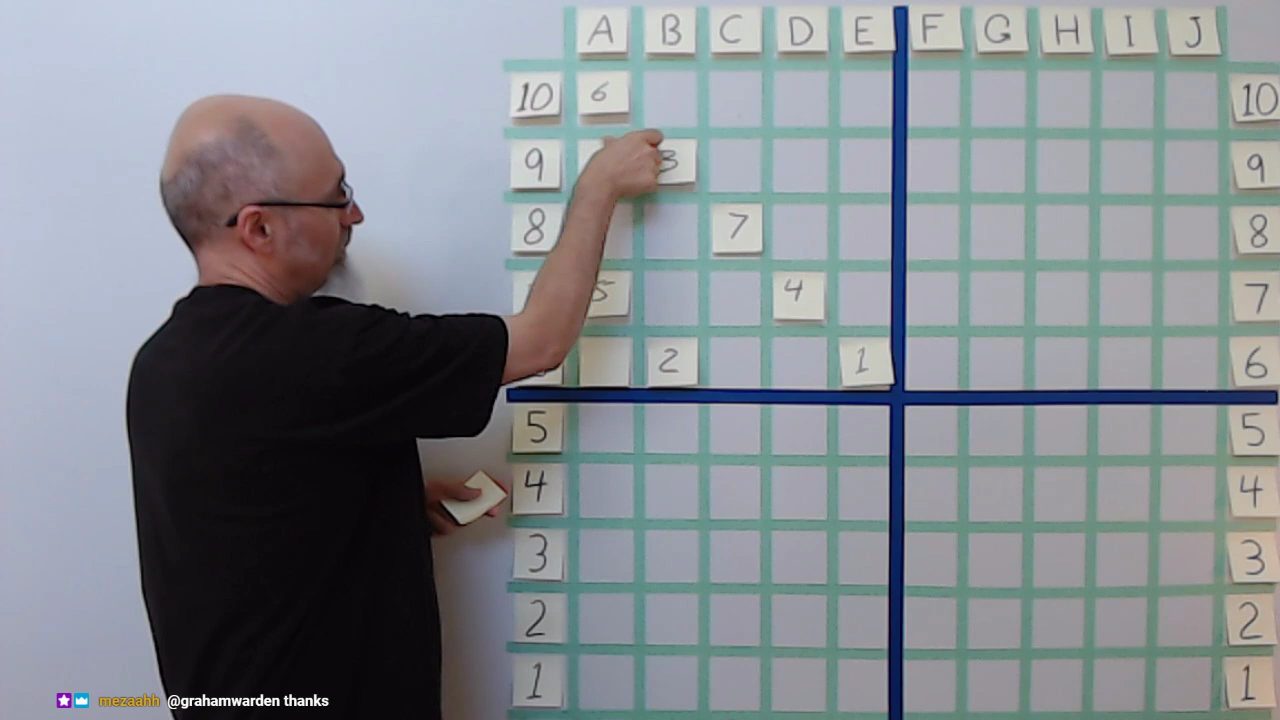 A B C D E F G H I J
10 6 10
9 3 9
8 7 8
5 4 7
2 1 6
5 5
4 4
3 3
2 2
1 1
mezaahh @grahamwarden thanks